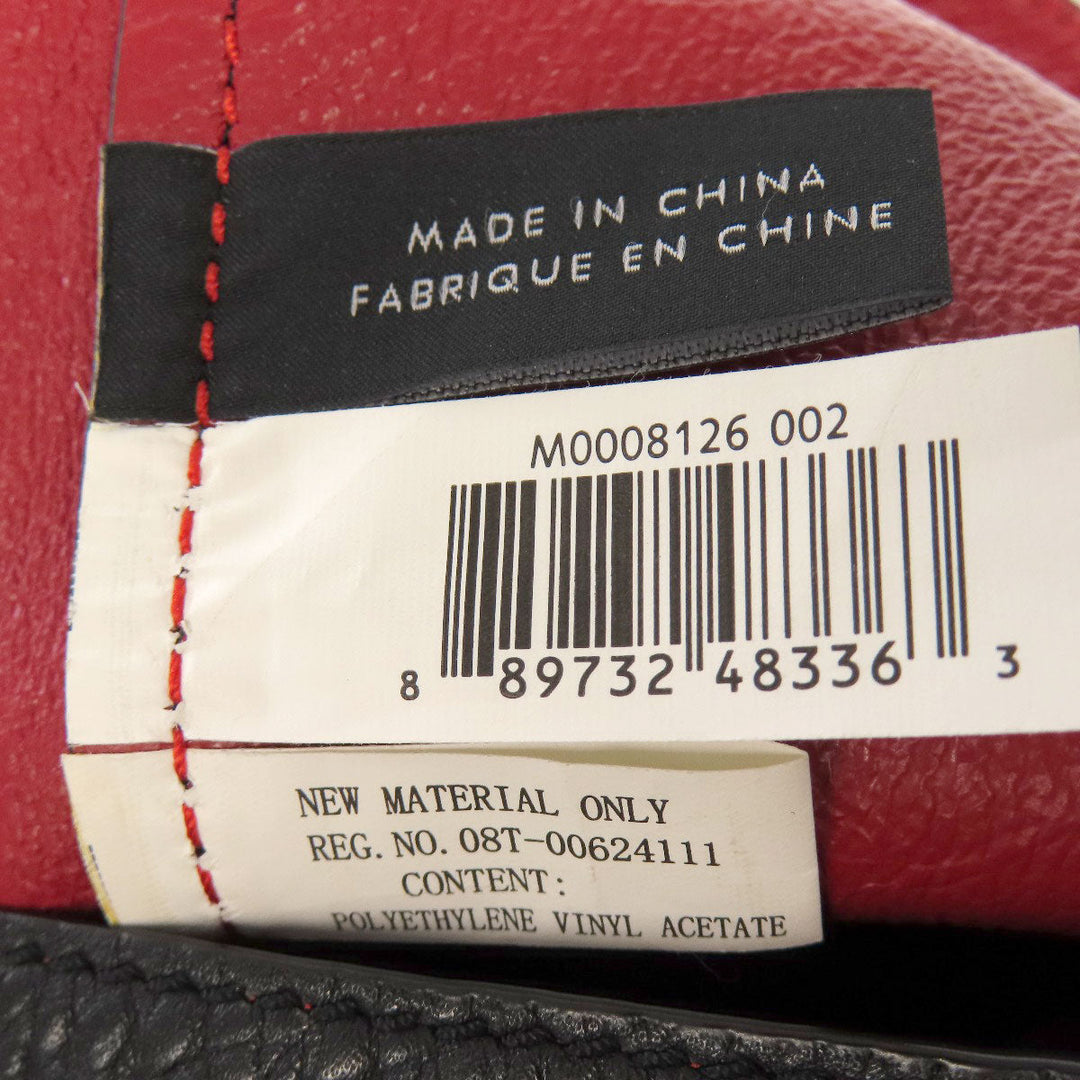 MADE IN CHINA
FABRIQUE EN CHINE
M0008126 002
8 89732 48336 3
NEW MATERIAL ONLY
REG. NO. 08T-00624111
CONTENT:
POLYETHYLENE VINYL ACETATE